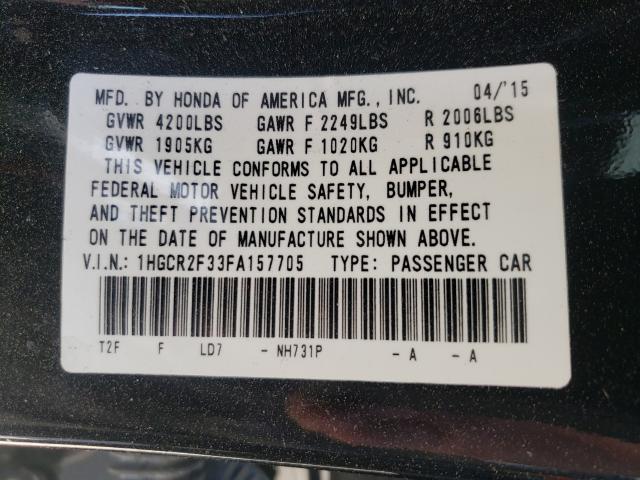 MFD. BY HONDA OF AMERICA MFG., INC. 04/'15
GVWR 4200LBS GAWR F 2249LBS R 2006LBS
GVWR 1905KG GAWR F 1020KG R 910KG
THIS VEHICLE CONFORMS TO ALL APPLICABLE
FEDERAL MOTOR VEHICLE SAFETY, BUMPER,
AND THEFT PREVENTION STANDARDS IN EFFECT
ON THE DATE OF MANUFACTURE SHOWN ABOVE.
V.I.N.: 1HGCR2F33FA157705 TYPE: PASSENGER CAR
T2F F LD7 - NH731P - A - A